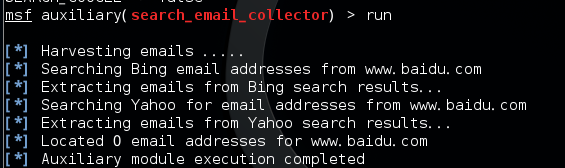 msf auxiliary(search_email_collector) > run
[*] Harvesting emails .....
[*] Searching Bing email addresses from www.baidu.com
[*] Extracting emails from Bing search results...
[*] Searching Yahoo for email addresses from www.baidu.com
[*] Extracting emails from Yahoo search results...
[*] Located 0 email addresses for www.baidu.com
[*] Auxiliary module execution completed